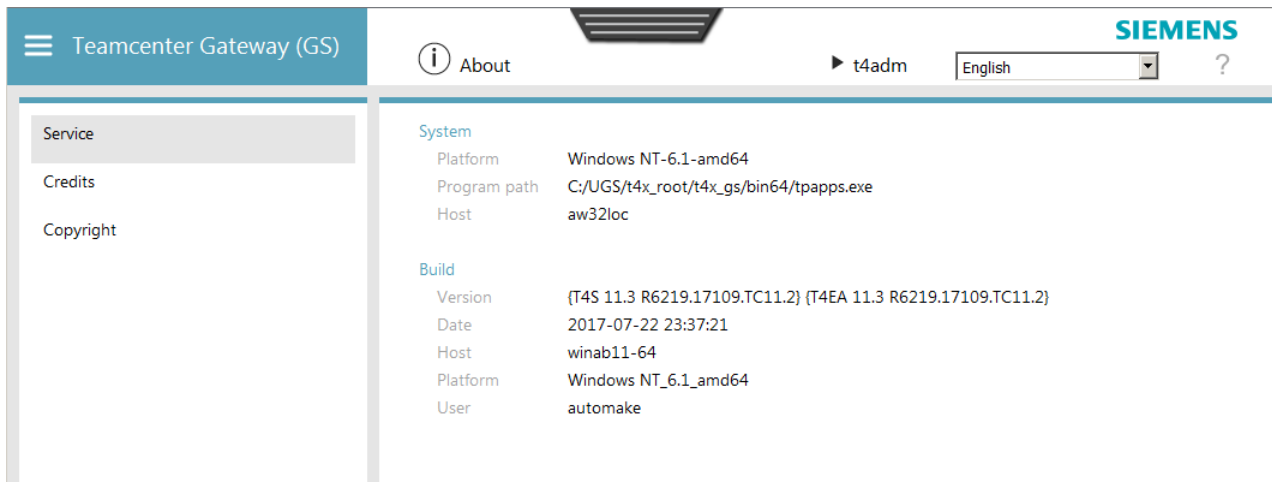 Teamcenter Gateway (GS)
SIEMENS
i About
t4adm
English
?
Service
Credits
Copyright
System
Platform Windows NT-6.1-amd64
Program path C:/UGS/t4x_root/t4x_gs/bin64/tpapps.exe
Host aw32loc
Build
Version {T4S 11.3 R6219.17109.TC11.2} {T4EA 11.3 R6219.17109.TC11.2}
Date 2017-07-22 23:37:21
Host winab11-64
Platform Windows NT_6.1_amd64
User automake